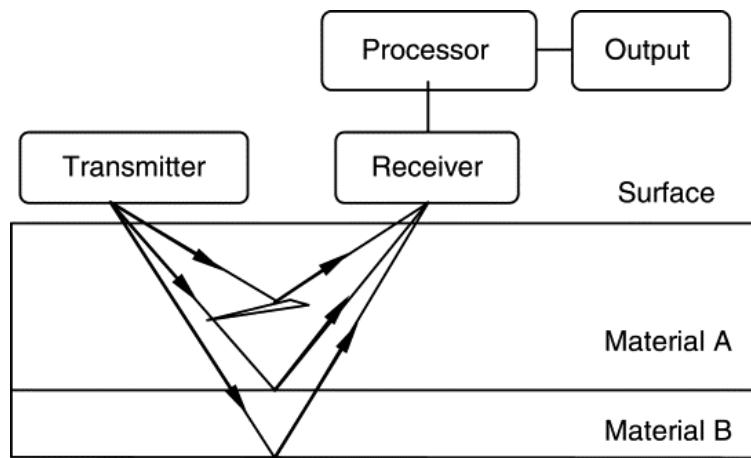 Processor
Output
Transmitter
Receiver
Surface
Material A
Material B